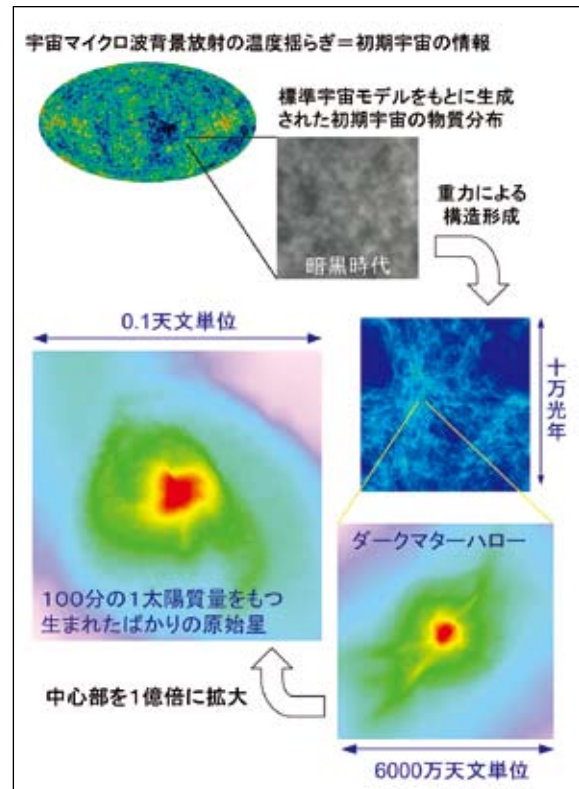 宇宙マイクロ波背景放射の温度揺らぎ＝初期宇宙の情報
標準宇宙モデルをもとに生成
された初期宇宙の物質分布
暗黒時代
重力による
構造形成
0.1天文単位
十万光年
ダークマターハロー
100分の1太陽質量をもつ
生まれたばかりの原始星
中心部を1億倍に拡大
6000万天文単位